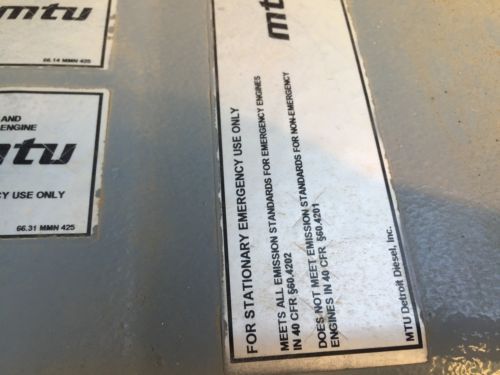 mtu
66.14 MMN 425
AND
ENGINE
mtu
CY USE ONLY
66.31 MMN 425
mtu
FOR STATIONARY EMERGENCY USE ONLY
MEETS ALL EMISSION STANDARDS FOR EMERGENCY ENGINES
IN 40 CFR §60.4202
DOES NOT MEET EMISSION STANDARDS FOR NON-EMERGENCY
ENGINES IN 40 CFR §60.4201
MTU Detroit Diesel, Inc.